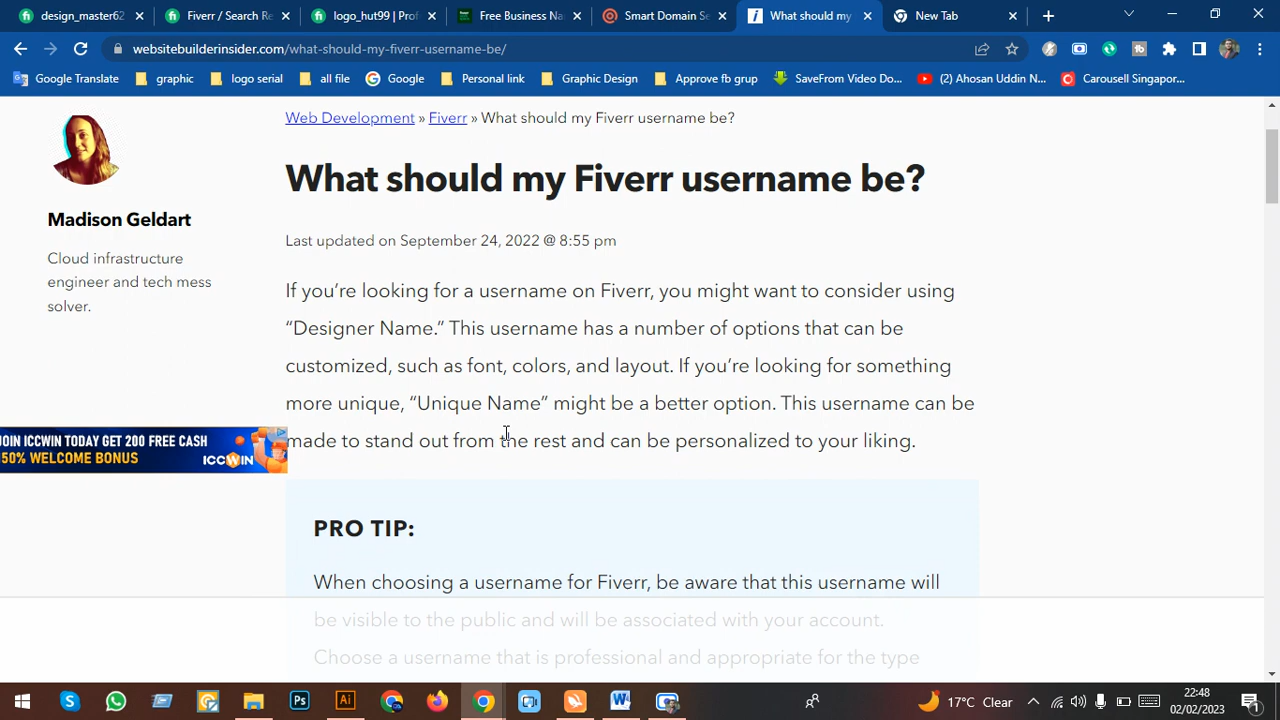 design_master62
Fiverr / Search Re
logo_hut99 | Prof
Free Business Na
Smart Domain Se
What should my
New Tab
websitebuilderinsider.com/what-should-my-fiverr-username-be/
Google Translate
graphic
logo serial
all file
Google
Personal link
Graphic Design
Approve fb grup
SaveFrom Video Do...
(2) Ahosan Uddin N...
Carousell Singapor...
Web Development » Fiverr » What should my Fiverr username be?
What should my Fiverr username be?
Madison Geldart
Cloud infrastructure
engineer and tech mess
solver.
Last updated on September 24, 2022 @ 8:55 pm
If you’re looking for a username on Fiverr, you might want to consider using
“Designer Name.” This username has a number of options that can be
customized, such as font, colors, and layout. If you’re looking for something
more unique, “Unique Name” might be a better option. This username can be
made to stand out from the rest and can be personalized to your liking.
JOIN ICCWIN TODAY GET 200 FREE CASH
50% WELCOME BONUS
ICCWIN
PRO TIP:
When choosing a username for Fiverr, be aware that this username will
be visible to the public and will be associated with your account.
Choose a username that is professional and appropriate for the type
17°C Clear
22:48
02/02/2023